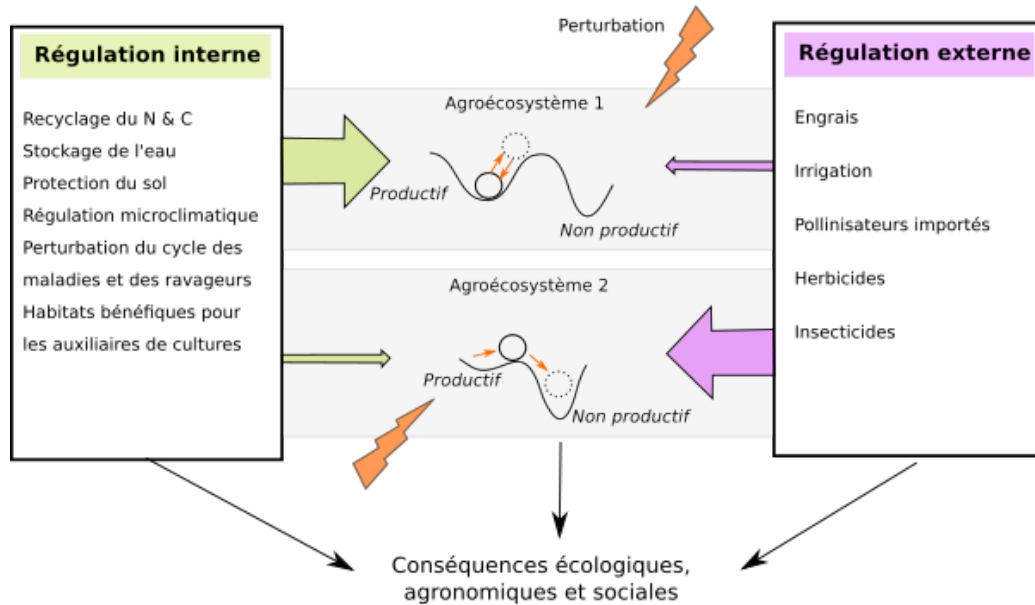 Régulation interne
Recyclage du N & C
Stockage de l'eau
Protection du sol
Régulation microclimatique
Perturbation du cycle des
maladies et des ravageurs
Habitats bénéfiques pour
les auxiliaires de cultures
Perturbation
Agroécosystème 1
Productif
Non productif
Agroécosystème 2
Productif
Non productif
Régulation externe
Engrais
Irrigation
Pollinisateurs importés
Herbicides
Insecticides
Conséquences écologiques,
agronomiques et sociales